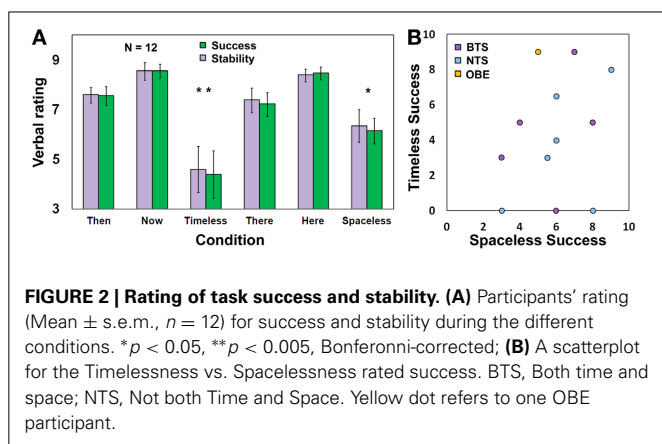 A
N = 12
Success
Stability
* *
*
Verbal rating
9
7
5
3
Then Now Timeless There Here Spaceless
Condition
B
BTS
NTS
OBE
Timeless Success
10
8
6
4
2
0
0 2 4 6 8 10
Spaceless Success
FIGURE 2 | Rating of task success and stability. (A) Participants’ rating
(Mean ± s.e.m., n = 12) for success and stability during the different
conditions. *p < 0.05, **p < 0.005, Bonferonni-corrected; (B) A scatterplot
for the Timelessness vs. Spacelessness rated success. BTS, Both time and
space; NTS, Not both Time and Space. Yellow dot refers to one OBE
participant.